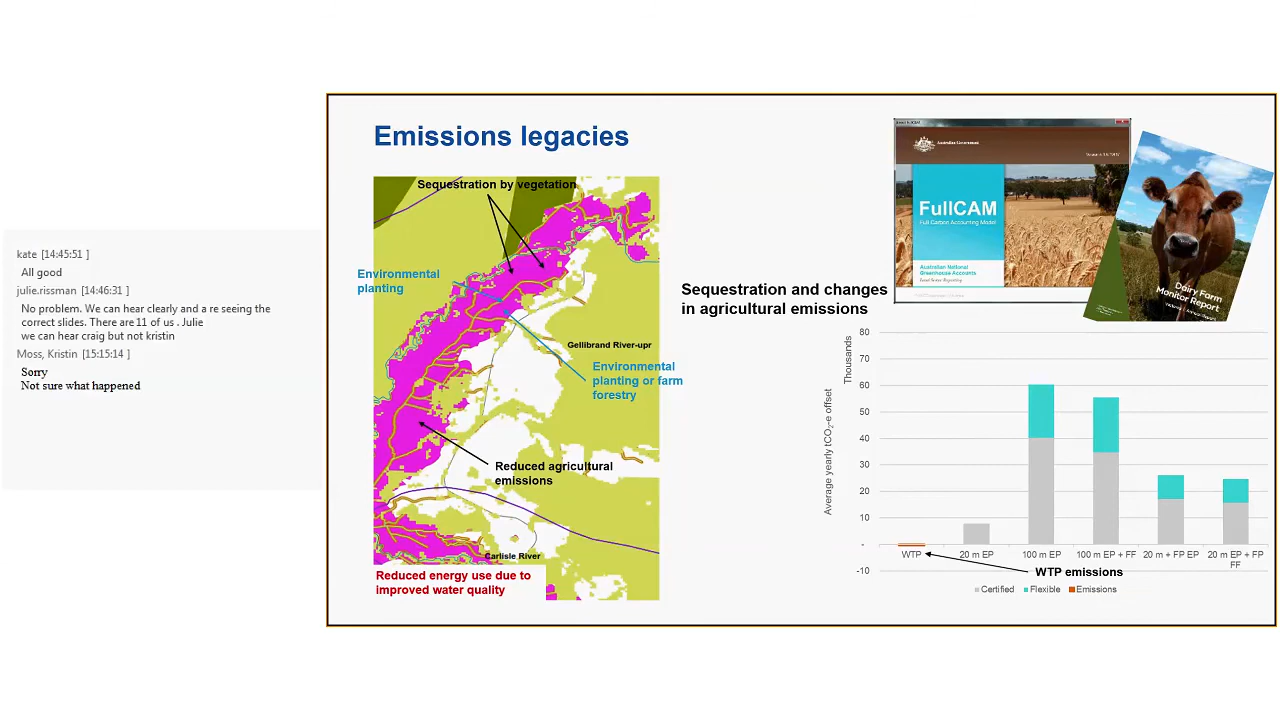 kate [14:45:51 ]
All good
julie.rissman [14:46:31 ]
No problem. We can hear clearly and a re seeing the
correct slides. There are 11 of us . Julie
we can hear craig but not kristin
Moss, Kristin [15:15:14 ]
Sorry
Not sure what happened
Emissions legacies
Sequestration by vegetation
Environmental
planting
Gellibrand River-upr
Environmental
planting or farm
forestry
Reduced agricultural
emissions
Carlisle River
Reduced energy use due to
improved water quality
Sequestration and changes
in agricultural emissions
Australian Government
FullCAM
Full Carbon Accounting Model
Australian National
Greenhouse Accounts
Dairy Farm
Monitor Report
Thousands
Average yearly tCO2-e offset
80
70
60
50
40
30
20
10
-
-10
WTP
20 m EP
100 m EP
100 m EP + FF
20 m + FP EP
20 m EP + FP
FF
WTP emissions
Certified
Flexible
Emissions